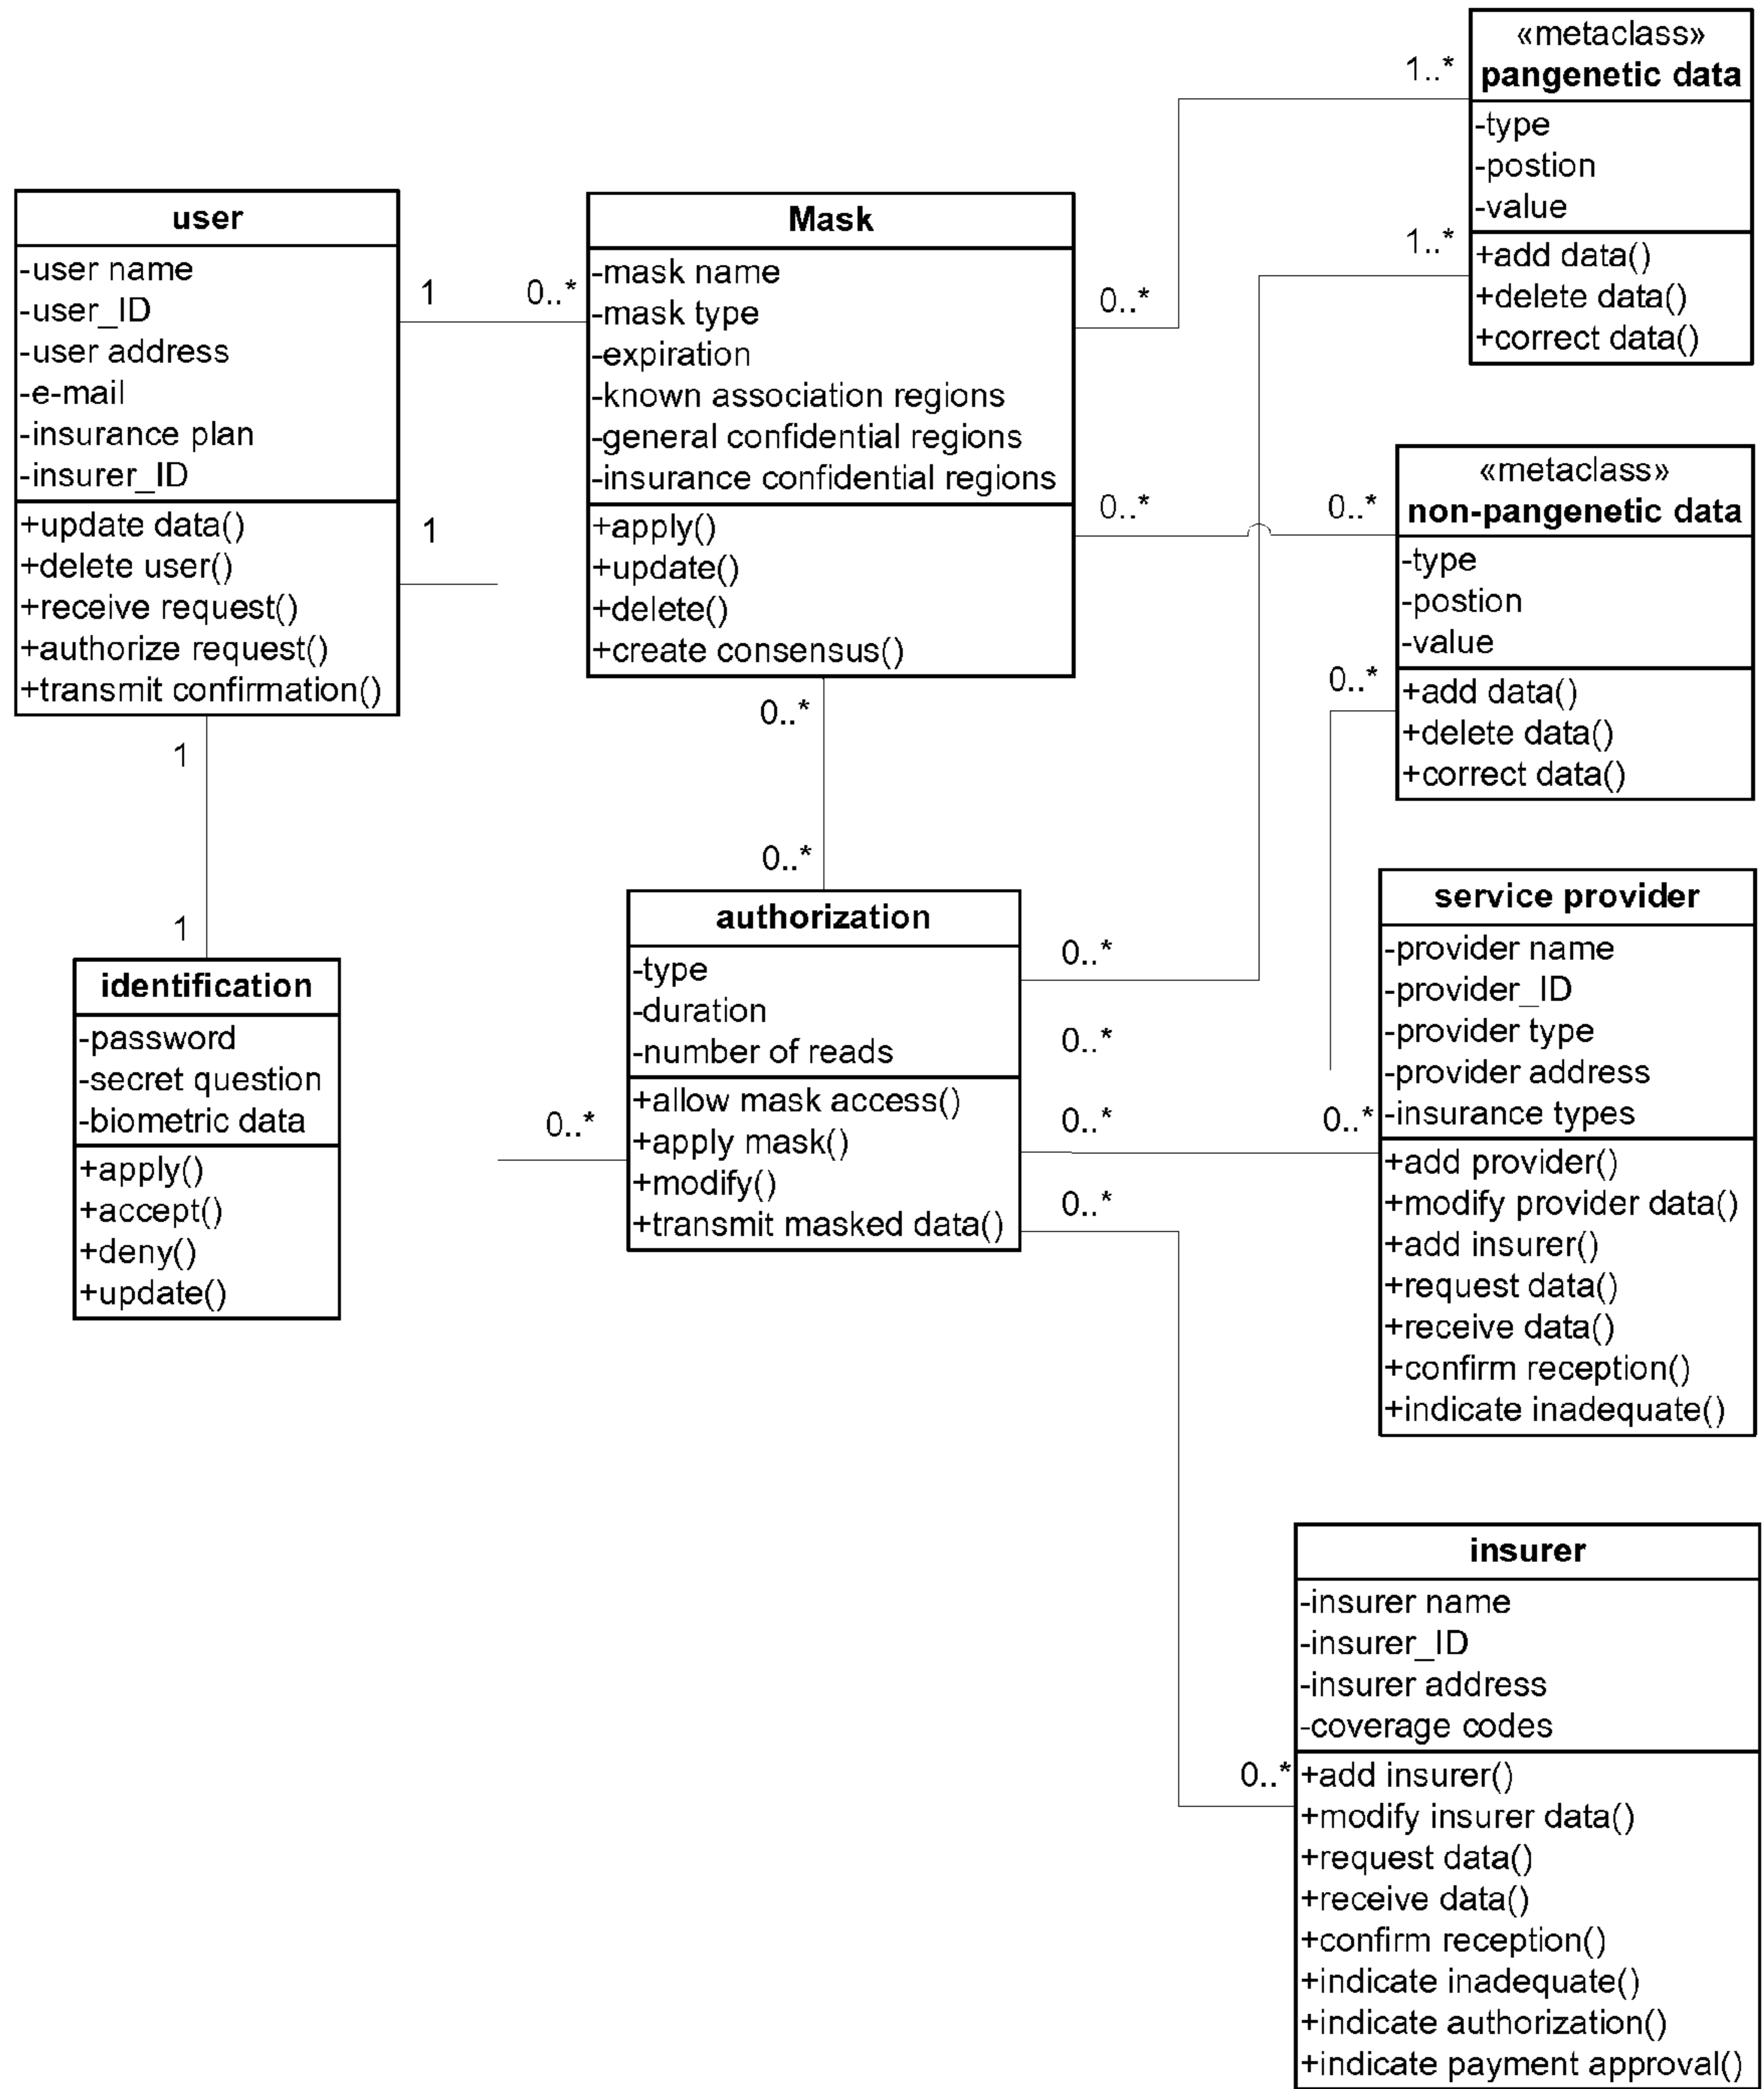 «metaclass»
pangenetic data
-type
-postion
-value
+add data()
+delete data()
+correct data()
1..*
1..*
user
-user name
-user_ID
-user address
-e-mail
-insurance plan
-insurer_ID
+update data()
+delete user()
+receive request()
+authorize request()
+transmit confirmation()
1
0..*
1
1
Mask
-mask name
-mask type
-expiration
-known association regions
-general confidential regions
-insurance confidential regions
+apply()
+update()
+delete()
+create consensus()
0..*
0..*
0..*
0..*
«metaclass»
non-pangenetic data
-type
-postion
-value
+add data()
+delete data()
+correct data()
0..*
0..*
1
identification
-password
-secret question
-biometric data
+apply()
+accept()
+deny()
+update()
0..*
authorization
-type
-duration
-number of reads
+allow mask access()
+apply mask()
+modify()
+transmit masked data()
0..*
0..*
0..*
0..*
0..*
service provider
-provider name
-provider_ID
-provider type
-provider address
-insurance types
+add provider()
+modify provider data()
+add insurer()
+request data()
+receive data()
+confirm reception()
+indicate inadequate()
insurer
-insurer name
-insurer_ID
-insurer address
-coverage codes
0..*
+add insurer()
+modify insurer data()
+request data()
+receive data()
+confirm reception()
+indicate inadequate()
+indicate authorization()
+indicate payment approval()